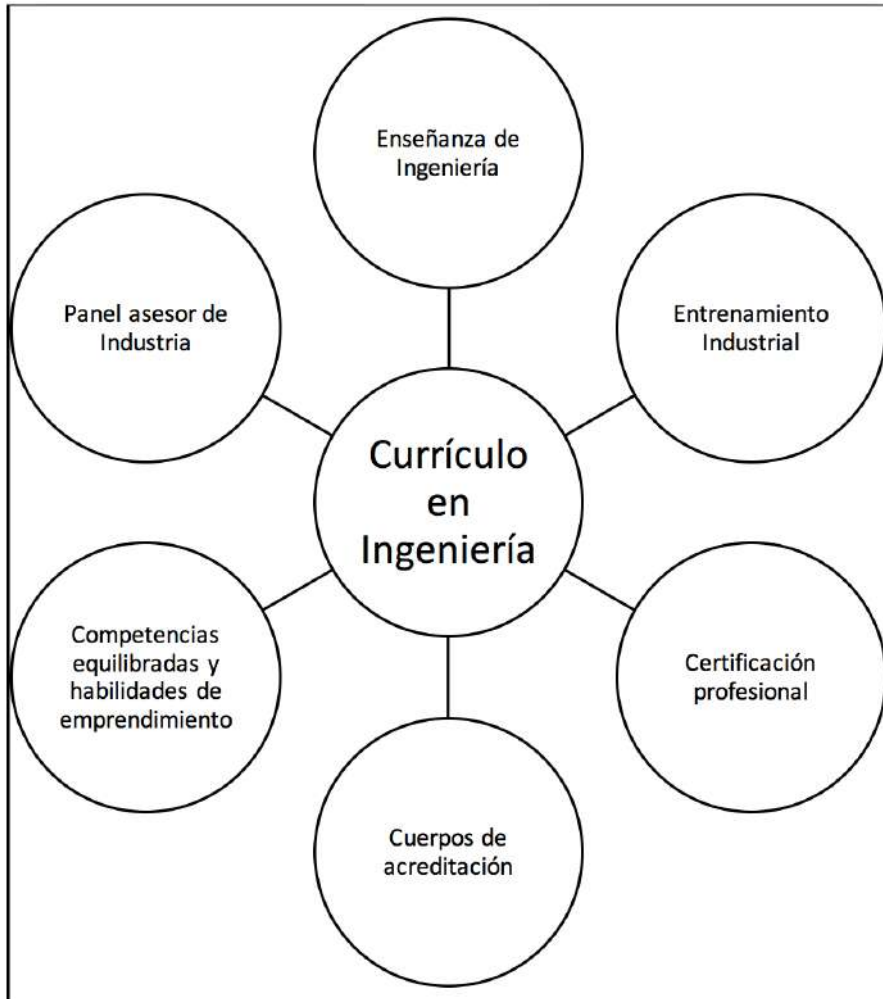 Enseñanza de
Ingeniería
Panel asesor de
Industria
Entrenamiento
Industrial
Currículo
en
Ingeniería
Competencias
equilibradas y
habilidades de
emprendimiento
Certificación
profesional
Cuerpos de
acreditación